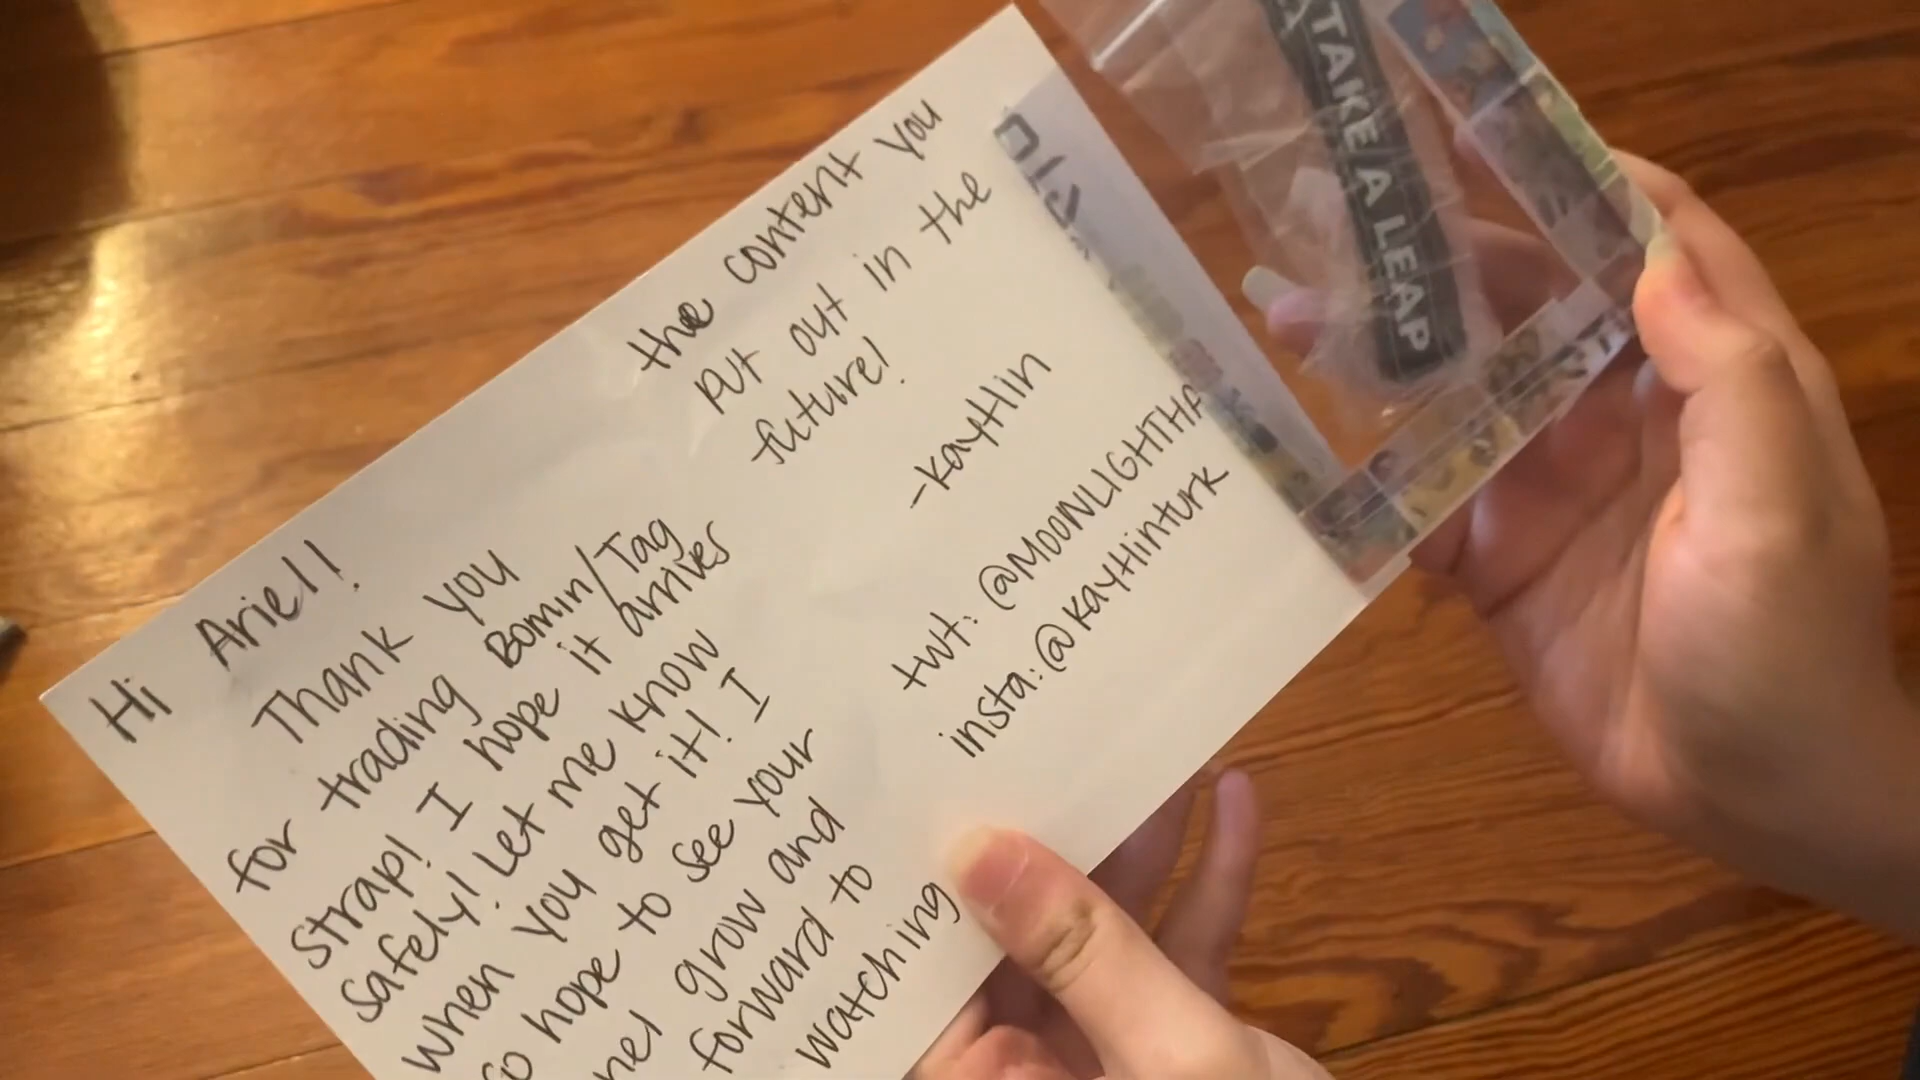 Hi Ariel!
Thank you
for trading Bomin/Tag
strap! I hope it arrives
safely! Let me know
when you get it! I
so hope to see your
grow and
forward to
watching
the content you
put out in the
future!
-kaytlin
twt: @MOONLIGHTHA
insta: @kaytlinturk
TAKE A LEAP